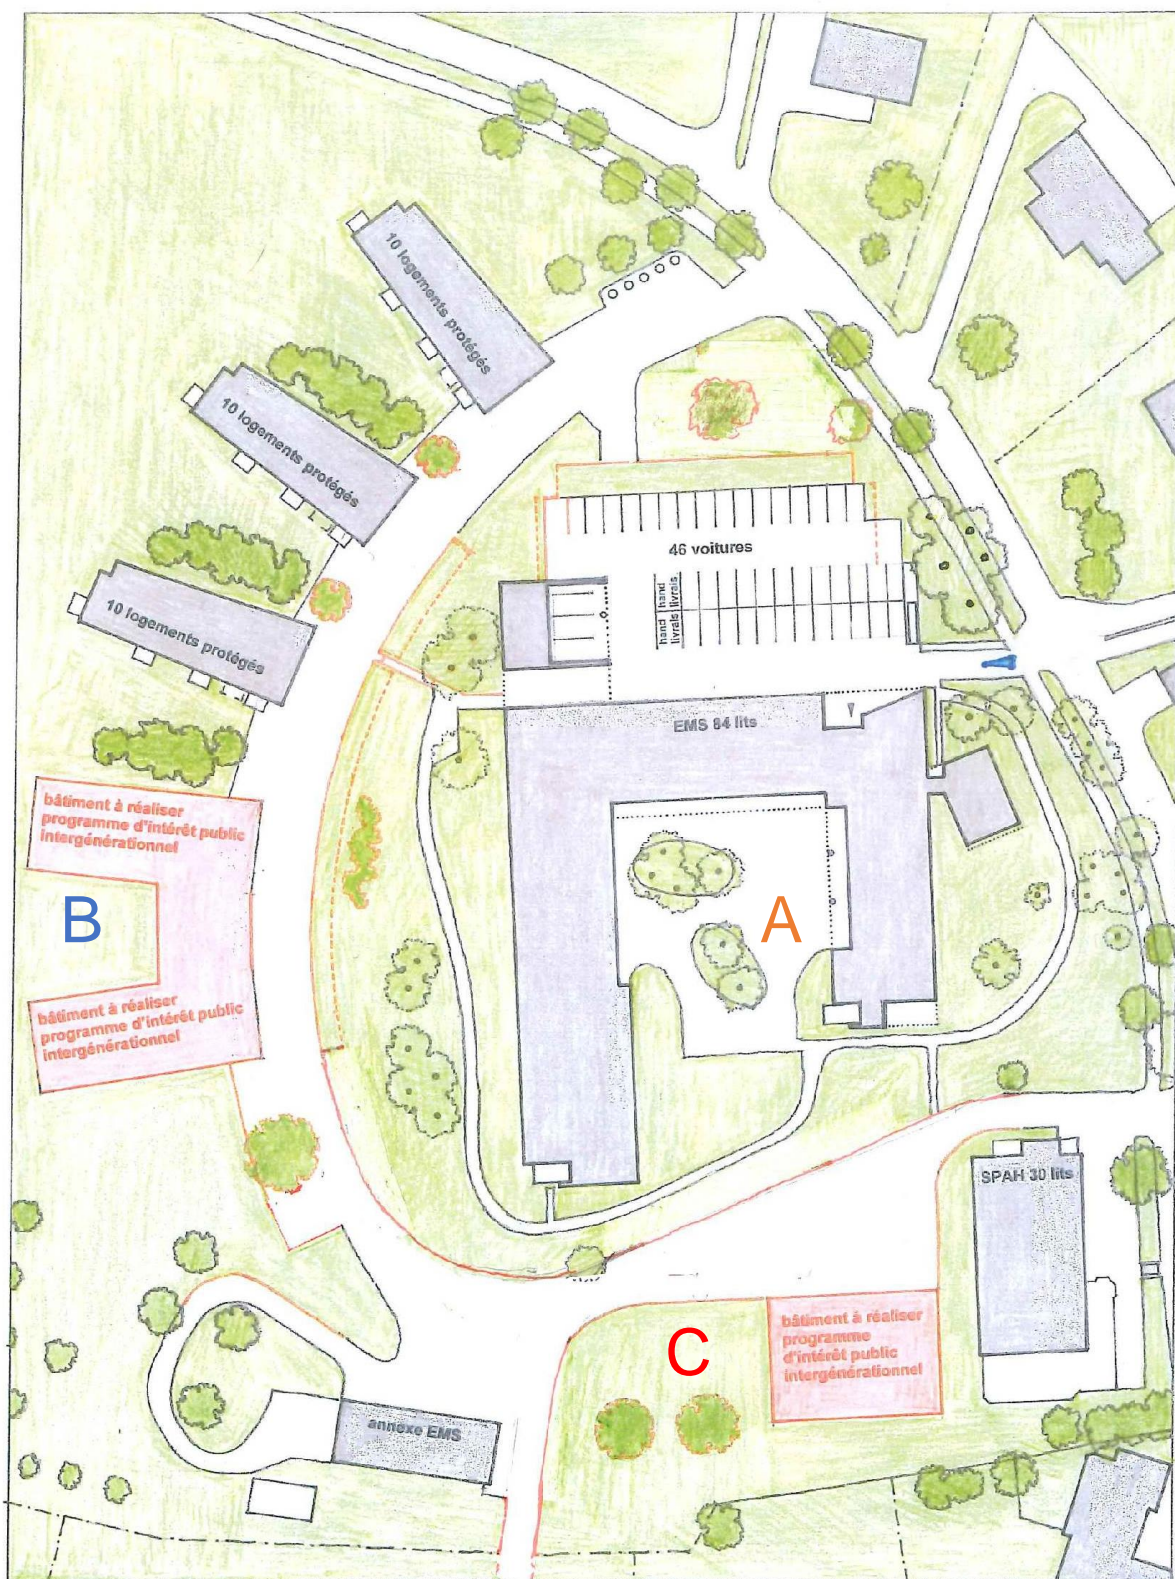 10 logements protégés
10 logements protégés
46 voitures
hand hand
livrais livrais
10 logements protégés
EMS 84 lits
bâtiment à réaliser
programme d'intérêt public
intergénérationnel
B
A
bâtiment à réaliser
programme d'intérêt public
intergénérationnel
SPAH 30 lits
bâtiment à réaliser
programme
d'intérêt public
intergénérationnel
C
annexe EMS